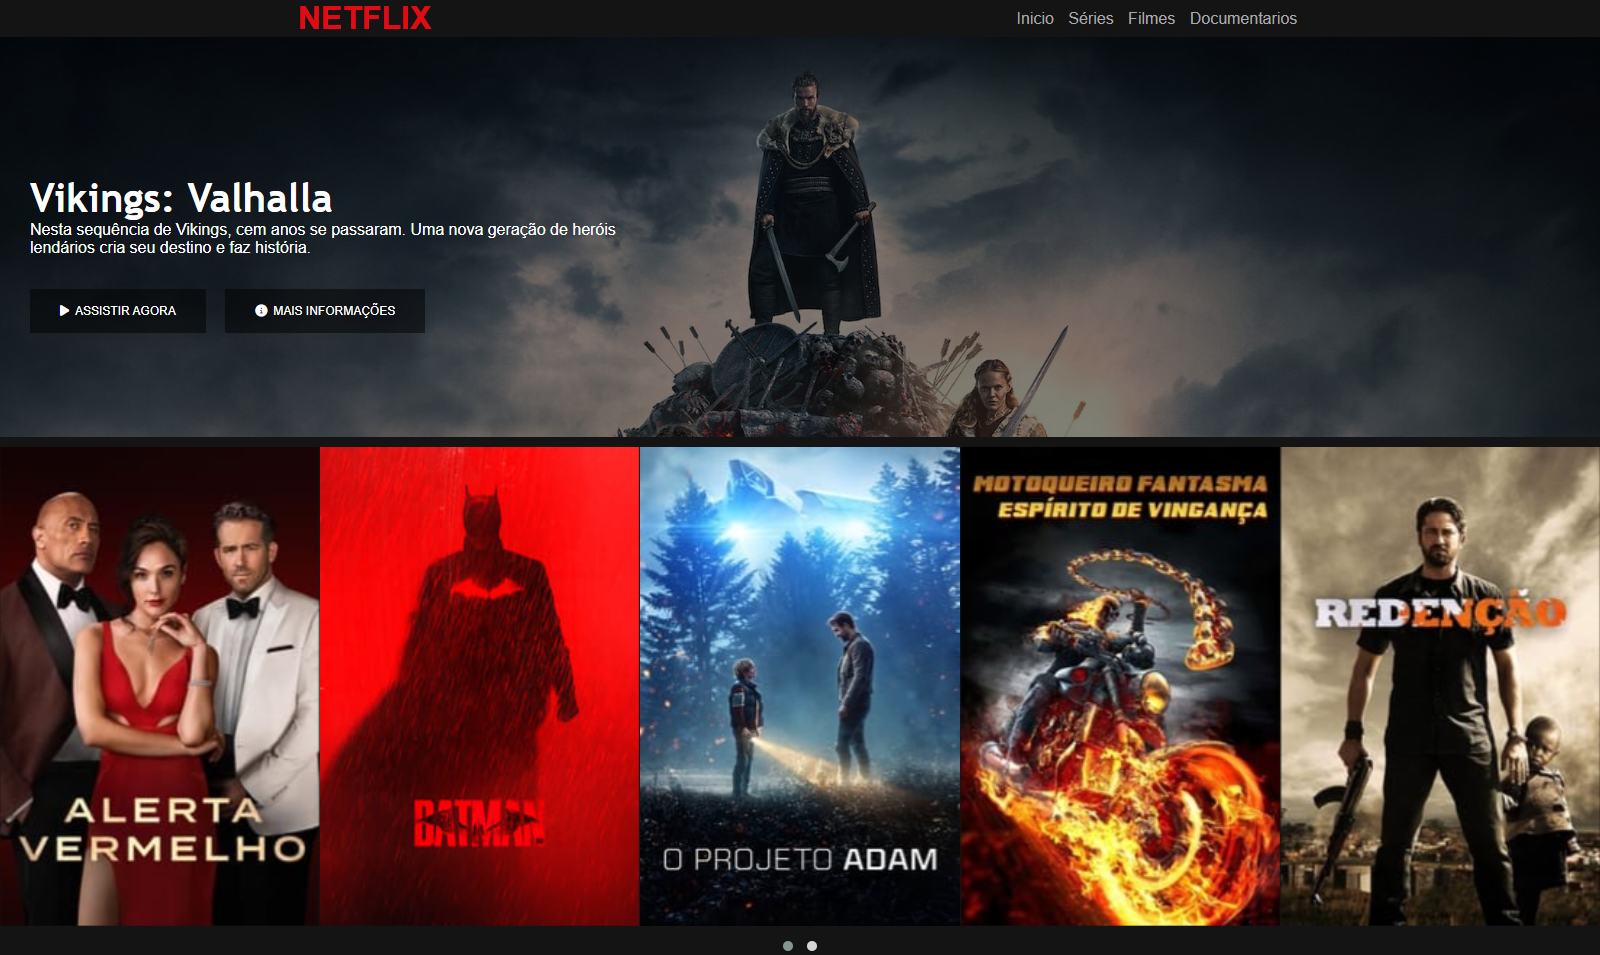 NETFLIX
Inicio Séries Filmes Documentarios
Vikings: Valhalla
Nesta sequência de Vikings, cem anos se passaram. Uma nova geração de heróis
lendários cria seu destino e faz história.
ASSISTIR AGORA
MAIS INFORMAÇÕES
ALERTA
VERMELHO
BATMAN
O PROJETO ADAM
MOTOQUEIRO FANTASMA
ESPÍRITO DE VINGANÇA
REDENÇÃO